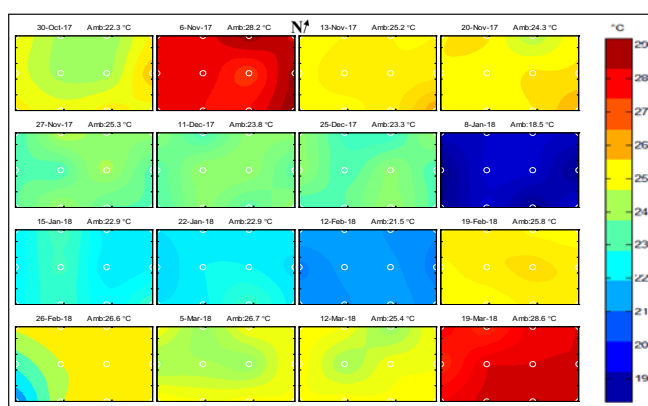 N
°C
30-Oct-17 Amb:22.3 °C
6-Nov-17 Amb:28.2 °C
13-Nov-17 Amb:25.2 °C
20-Nov-17 Amb:24.3 °C
27-Nov-17 Amb:25.3 °C
11-Dec-17 Amb:23.8 °C
25-Dec-17 Amb:23.3 °C
8-Jan-18 Amb:18.5 °C
15-Jan-18 Amb:22.9 °C
22-Jan-18 Amb:22.9 °C
12-Feb-18 Amb:21.5 °C
19-Feb-18 Amb:25.8 °C
26-Feb-18 Amb:26.6 °C
5-Mar-18 Amb:26.7 °C
12-Mar-18 Amb:25.4 °C
19-Mar-18 Amb:28.6 °C
29
28
27
26
25
24
23
22
21
20
19